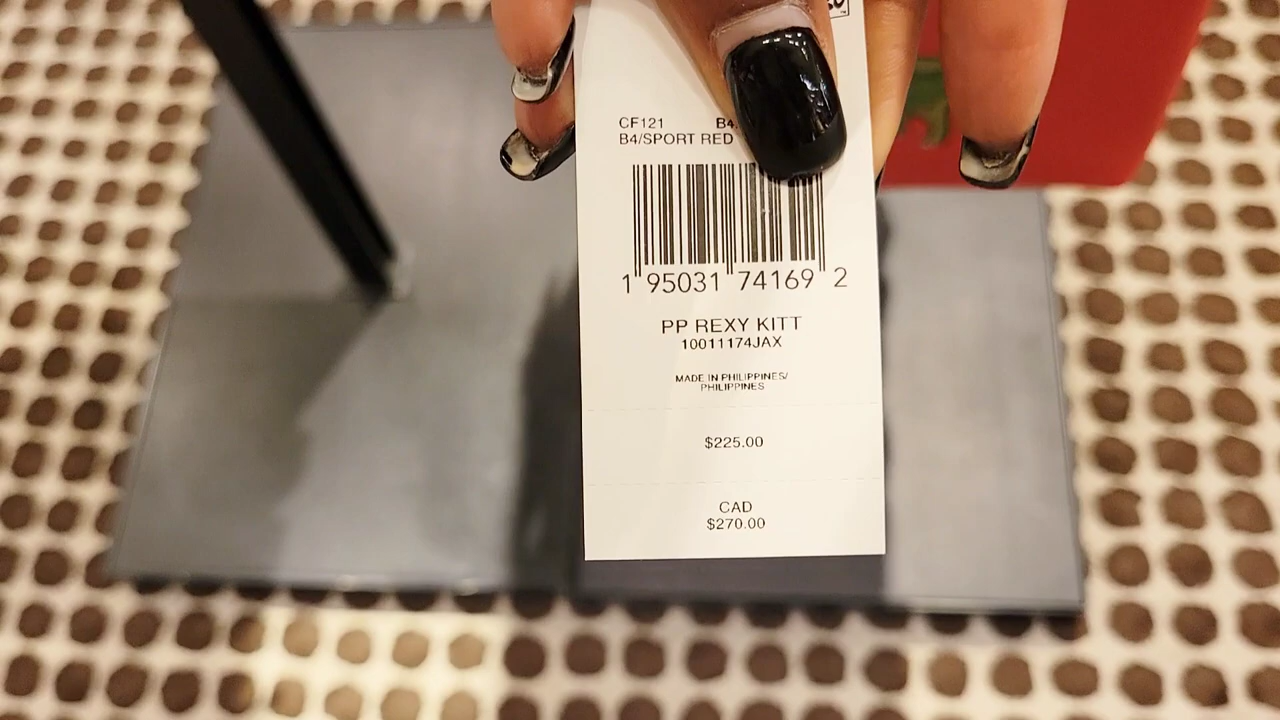 CF121 B4
B4/SPORT RED
1 95031 74169 2
PP REXY KITT
10011174JAX
MADE IN PHILIPPINES/
PHILIPPINES
$225.00
CAD
$270.00